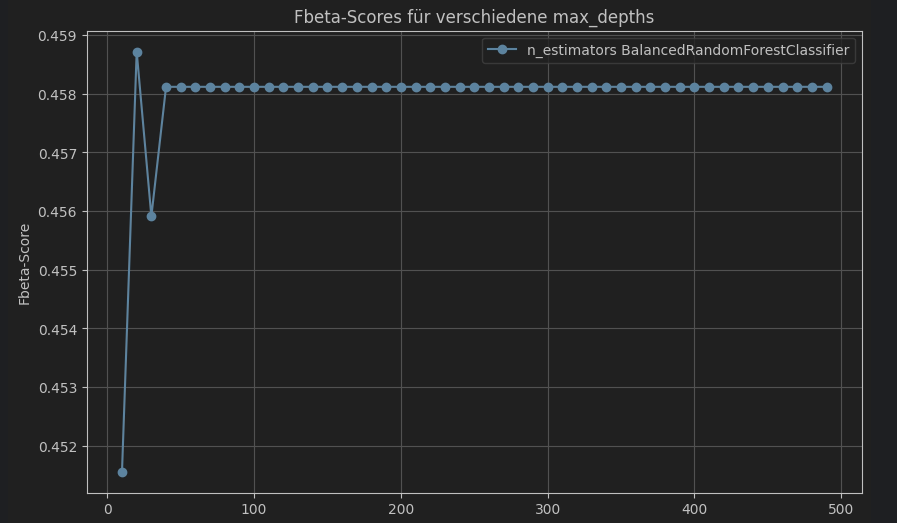 Fbeta-Scores für verschiedene max_depths
n_estimators BalancedRandomForestClassifier
Fbeta-Score
0.459
0.458
0.457
0.456
0.455
0.454
0.453
0.452
0 100 200 300 400 500